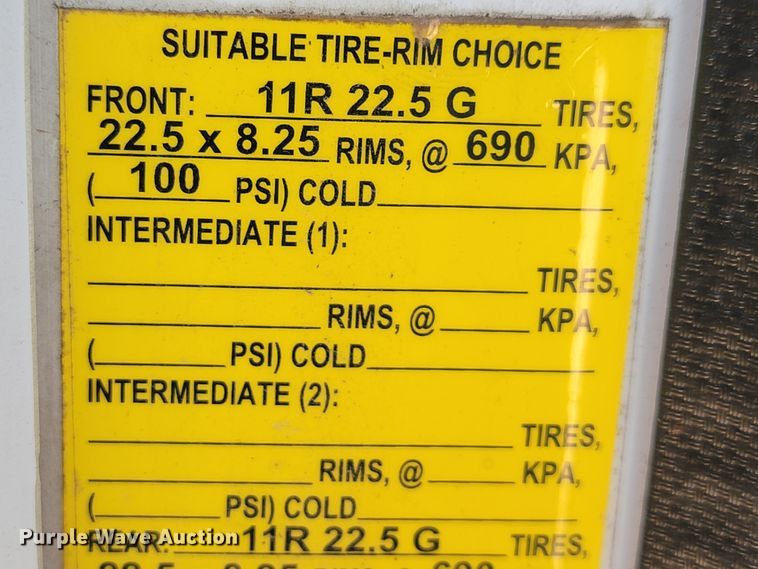 SUITABLE TIRE-RIM CHOICE
FRONT: 11R 22.5 G TIRES,
22.5 x 8.25 RIMS, @ 690 KPA,
( 100 PSI) COLD
INTERMEDIATE (1):
TIRES,
RIMS, @ KPA,
( PSI) COLD
INTERMEDIATE (2):
TIRES,
RIMS, @ KPA,
( PSI) COLD
Purple Wave Auction
REAR: 11R 22.5 G TIRES,